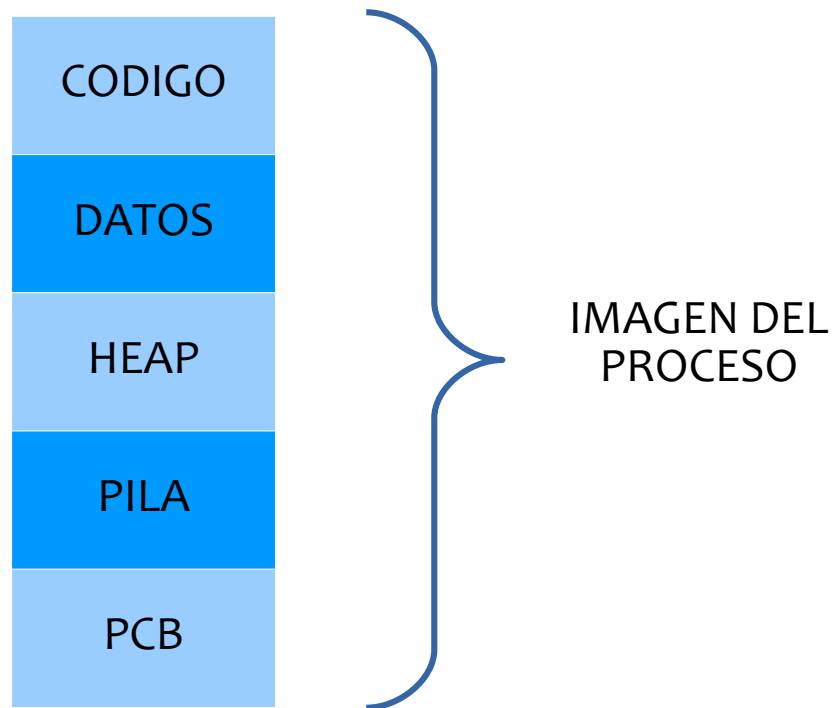 CODIGO
DATOS
HEAP
PILA
PCB
IMAGEN DEL
PROCESO